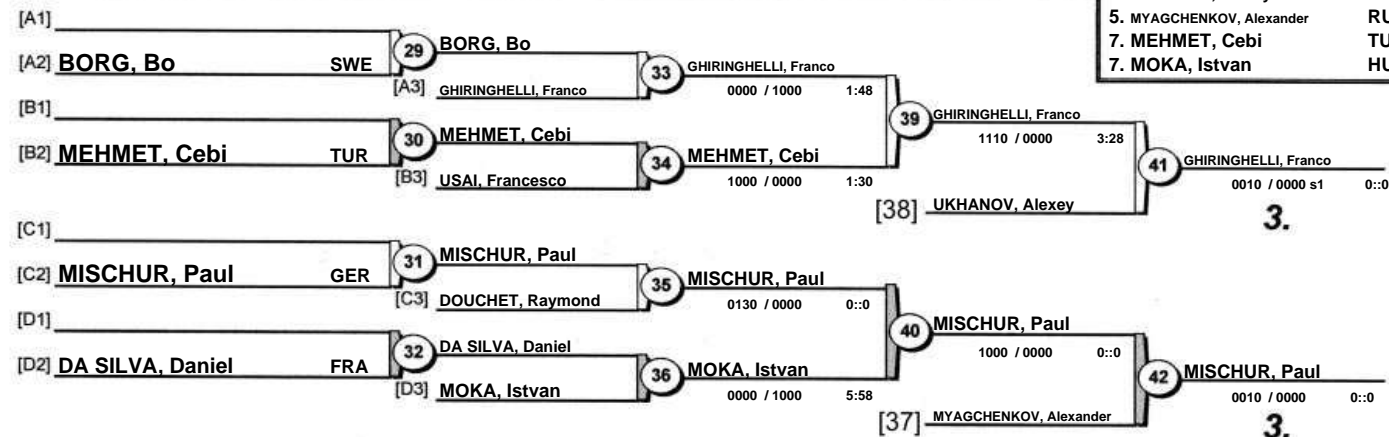 5. MYAGCHENKOV, Alexander RU
7. MEHMET, Cebi TU
7. MOKA, Istvan HU
[A1]
[A2] BORG, Bo SWE
29 BORG, Bo
[A3] GHIRINGHELLI, Franco
33 GHIRINGHELLI, Franco
0000 / 1000 1:48
[B1]
[B2] MEHMET, Cebi TUR
30 MEHMET, Cebi
[B3] USAI, Francesco
34 MEHMET, Cebi
1000 / 0000 1:30
39 GHIRINGHELLI, Franco
1110 / 0000 3:28
[38] UKHANOV, Alexey
41 GHIRINGHELLI, Franco
0010 / 0000 s1 0::0
3.
[C1]
[C2] MISCHUR, Paul GER
31 MISCHUR, Paul
[C3] DOUCHET, Raymond
35 MISCHUR, Paul
0130 / 0000 0::0
[D1]
[D2] DA SILVA, Daniel FRA
32 DA SILVA, Daniel
[D3] MOKA, Istvan
36 MOKA, Istvan
0000 / 1000 5:58
40 MISCHUR, Paul
1000 / 0000 0::0
[37] MYAGCHENKOV, Alexander
42 MISCHUR, Paul
0010 / 0000 0::0
3.